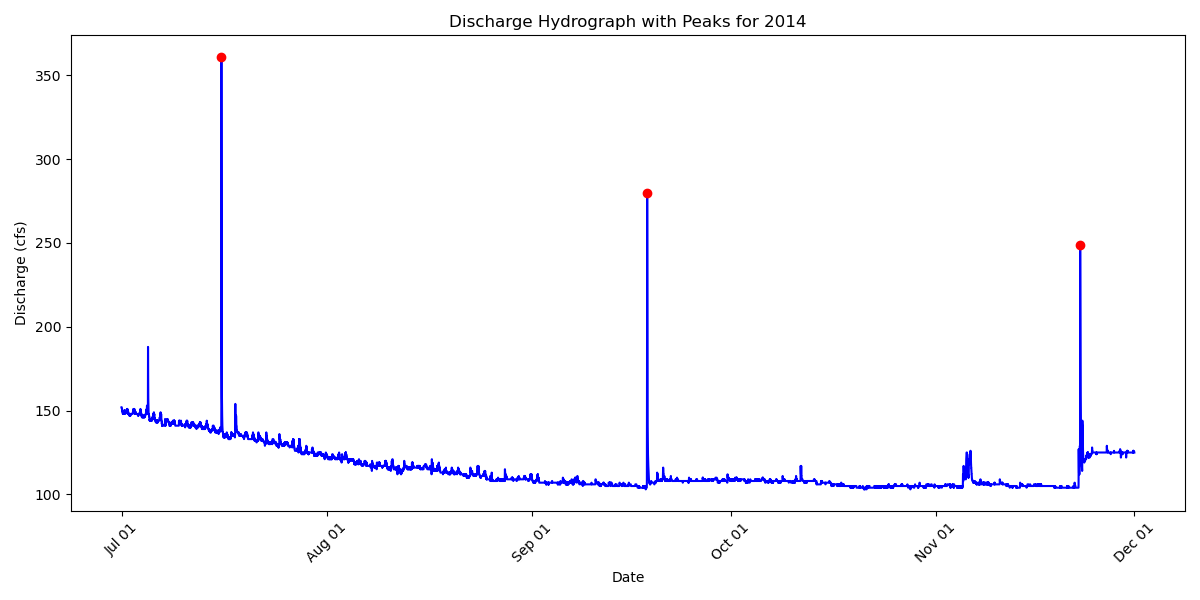 Discharge Hydrograph with Peaks for 2014
Discharge (cfs)
350
300
250
200
150
100
Jul 01
Aug 01
Sep 01
Oct 01
Nov 01
Dec 01
Date